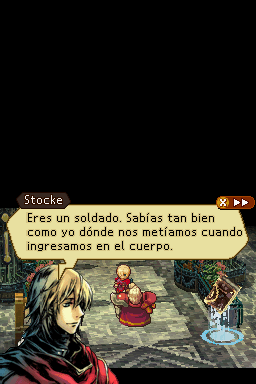 Stocke
X
Eres un soldado. Sabías tan bien
como yo dónde nos metíamos cuando
ingresamos en el cuerpo.